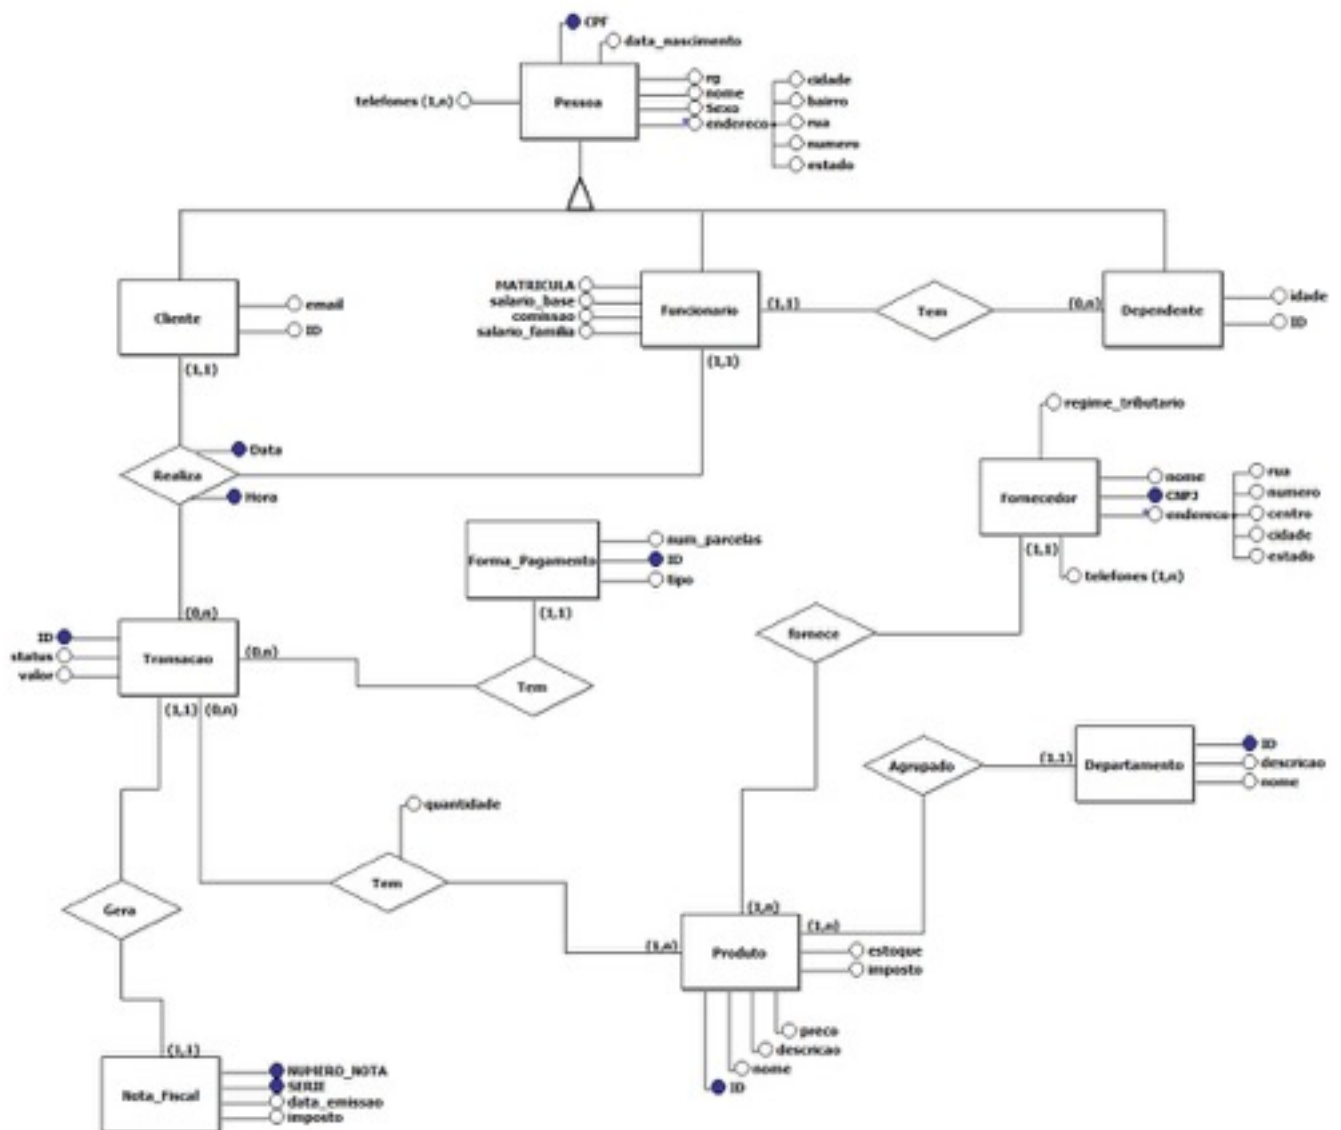 CPF
data_nascimento
telefones (1,n)
Pessoa
rg
nome
Sexo
endereco
cidade
bairro
rua
numero
estado
Cliente
email
ID
(1,1)
MATRICULA
salario_base
comissao
salario_familia
Funcionario
(1,1)
(1,1)
Tem
(0,n)
Dependente
idade
ID
Realiza
Data
Hora
regime_tributario
Fornecedor
nome
CNPJ
endereco
rua
numero
centro
cidade
estado
(1,1)
telefones (1,n)
Forma_Pagamento
num_parcelas
ID
tipo
(1,1)
(0,n)
ID
status
valor
Transacao
(0,n)
Tem
fornece
(1,1)
(0,n)
Agrupado
(1,1)
Departamento
ID
descricao
nome
quantidade
Tem
Gera
(1,n)
(1,n)
(1,n)
Produto
estoque
imposto
preco
descricao
nome
ID
(1,1)
Nota_Fiscal
NUMERO_NOTA
SERIE
data_emissao
imposto